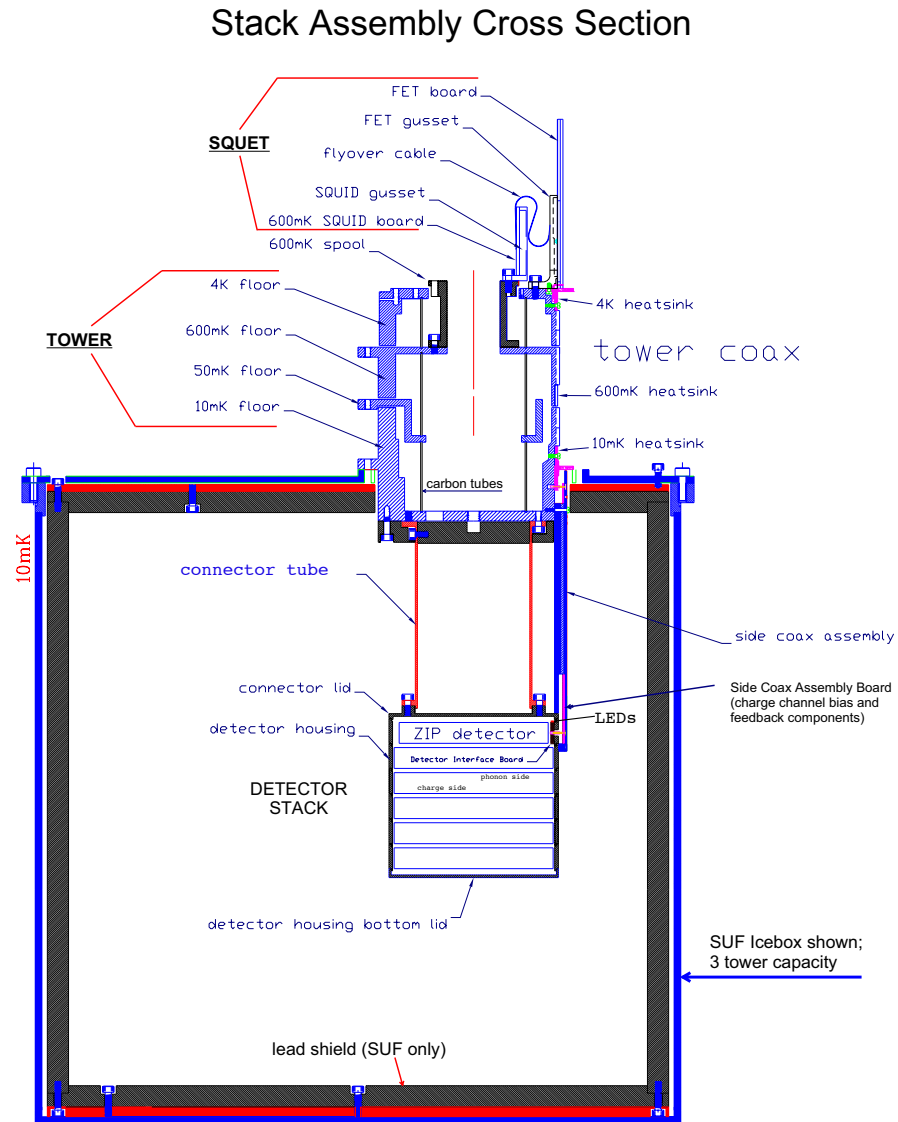 Stack Assembly Cross Section
FET board
FET gusset
SQUET
flyover cable
SQUID gusset
600mK SQUID board
600mK spool
4K floor
4K heatsink
600mK floor
TOWER
tower coax
50mK floor
600mK heatsink
10mK floor
10mK heatsink
carbon tubes
10mK
connector tube
side coax assembly
connector lid
Side Coax Assembly Board
(charge channel bias and
feedback components)
LEDs
detector housing
ZIP detector
Detector Interface Board
phonon side
charge side
DETECTOR
STACK
detector housing bottom lid
SUF Icebox shown;
3 tower capacity
lead shield (SUF only)